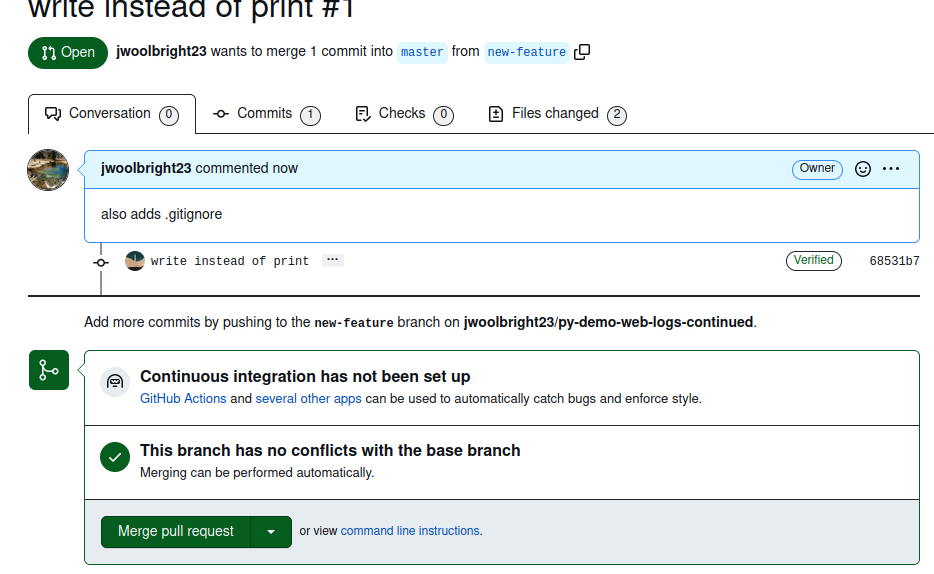 write instead of print #1
Open jwoolbright23 wants to merge 1 commit into master from new-feature
Conversation 0 Commits 1 Checks 0 Files changed 2
jwoolbright23 commented now Owner ...
also adds .gitignore
write instead of print ... Verified 68531b7
Add more commits by pushing to the new-feature branch on jwoolbright23/py-demo-web-logs-continued.
Continuous integration has not been set up
GitHub Actions and several other apps can be used to automatically catch bugs and enforce style.
This branch has no conflicts with the base branch
Merging can be performed automatically.
Merge pull request or view command line instructions.